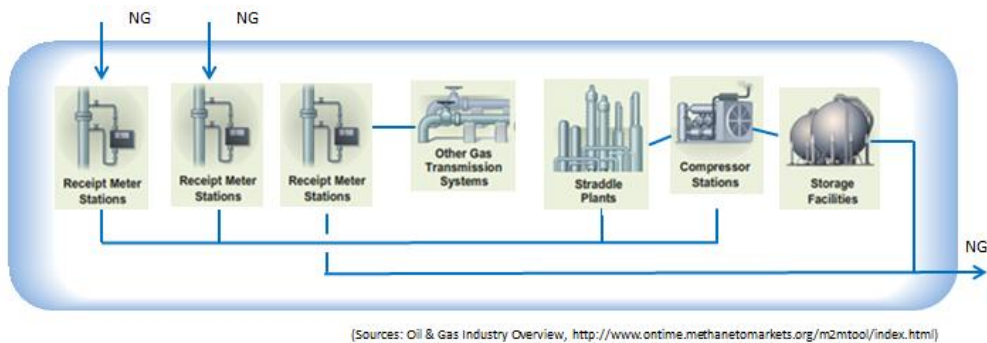 NG
NG
Receipt Meter
Stations
Receipt Meter
Stations
Receipt Meter
Stations
Other Gas
Transmission
Systems
Straddle
Plants
Compressor
Stations
Storage
Facilities
NG
(Sources: Oil & Gas Industry Overview, http://www.ontime.methanetomarkets.org/m2mtool/index.html)